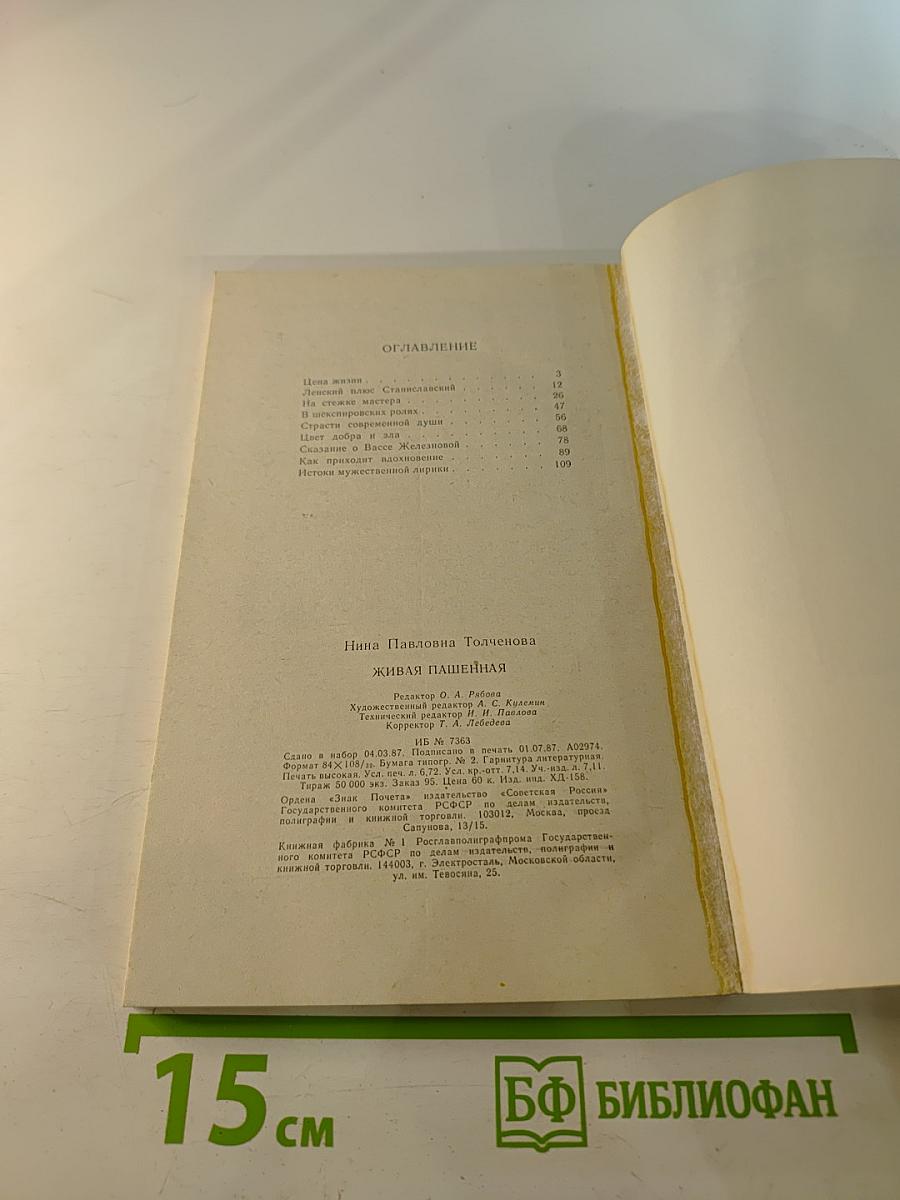 ОГЛАВЛЕНИЕ
Цена жизни . . . . . . . . . . . . . 3
Ленский плюс Станиславский . . . . . . 12
На стежке мастера . . . . . . . . . . 26
В шекспировских ролях . . . . . . . . 47
Страсти современной души . . . . . . . 56
Цвет добра и зла . . . . . . . . . . 68
Сказание о Вассе Железновой . . . . . . 78
Как приходит вдохновение . . . . . . . 89
Истоки мужественной лирики . . . . . . . 109
Нина Павловна Толченова
ЖИВАЯ ПАШЕННАЯ
Редактор О. А. Рябова
Художественный редактор А. С. Кулемин
Технический редактор И. И. Павлова
Корректор Т. А. Лебедева
ИБ № 7363
Сдано в набор 04.03.87. Подписано в печать 01.07.87. А02974.
Формат 84×108/₃₂. Бумага типогр. № 2. Гарнитура литературная.
Печать высокая. Усл. печ. л. 6,72. Усл. кр.-отт. 7,14. Уч.-изд. л. 7,11.
Тираж 50 000 экз. Заказ 95. Цена 60 к. Изд. инд. ХД-158.
Ордена «Знак Почета» издательство «Советская Россия»
Государственного комитета РСФСР по делам издательств,
полиграфии и книжной торговли. 103012, Москва, проезд
Сапунова, 13/15.
Книжная фабрика № 1 Росглавполиграфпрома Государствен-
ного комитета РСФСР по делам издательств, полиграфии и
книжной торговли. 144003, г. Электросталь, Московской области,
ул. им. Тевосяна, 25.
15 см
БФ БИБЛИОФАН